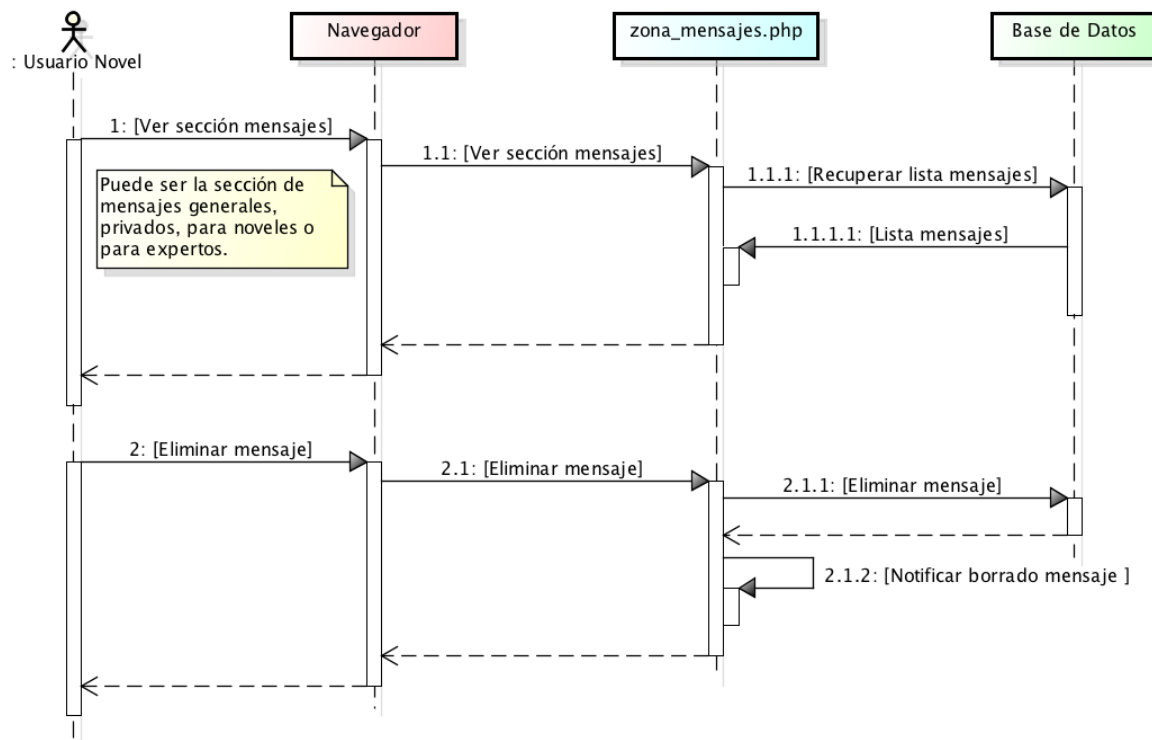 : Usuario Novel
Navegador
zona_mensajes.php
Base de Datos
1: [Ver sección mensajes]
1.1: [Ver sección mensajes]
1.1.1: [Recuperar lista mensajes]
Puede ser la sección de
mensajes generales,
privados, para noveles o
para expertos.
1.1.1.1: [Lista mensajes]
2: [Eliminar mensaje]
2.1: [Eliminar mensaje]
2.1.1: [Eliminar mensaje]
2.1.2: [Notificar borrado mensaje ]